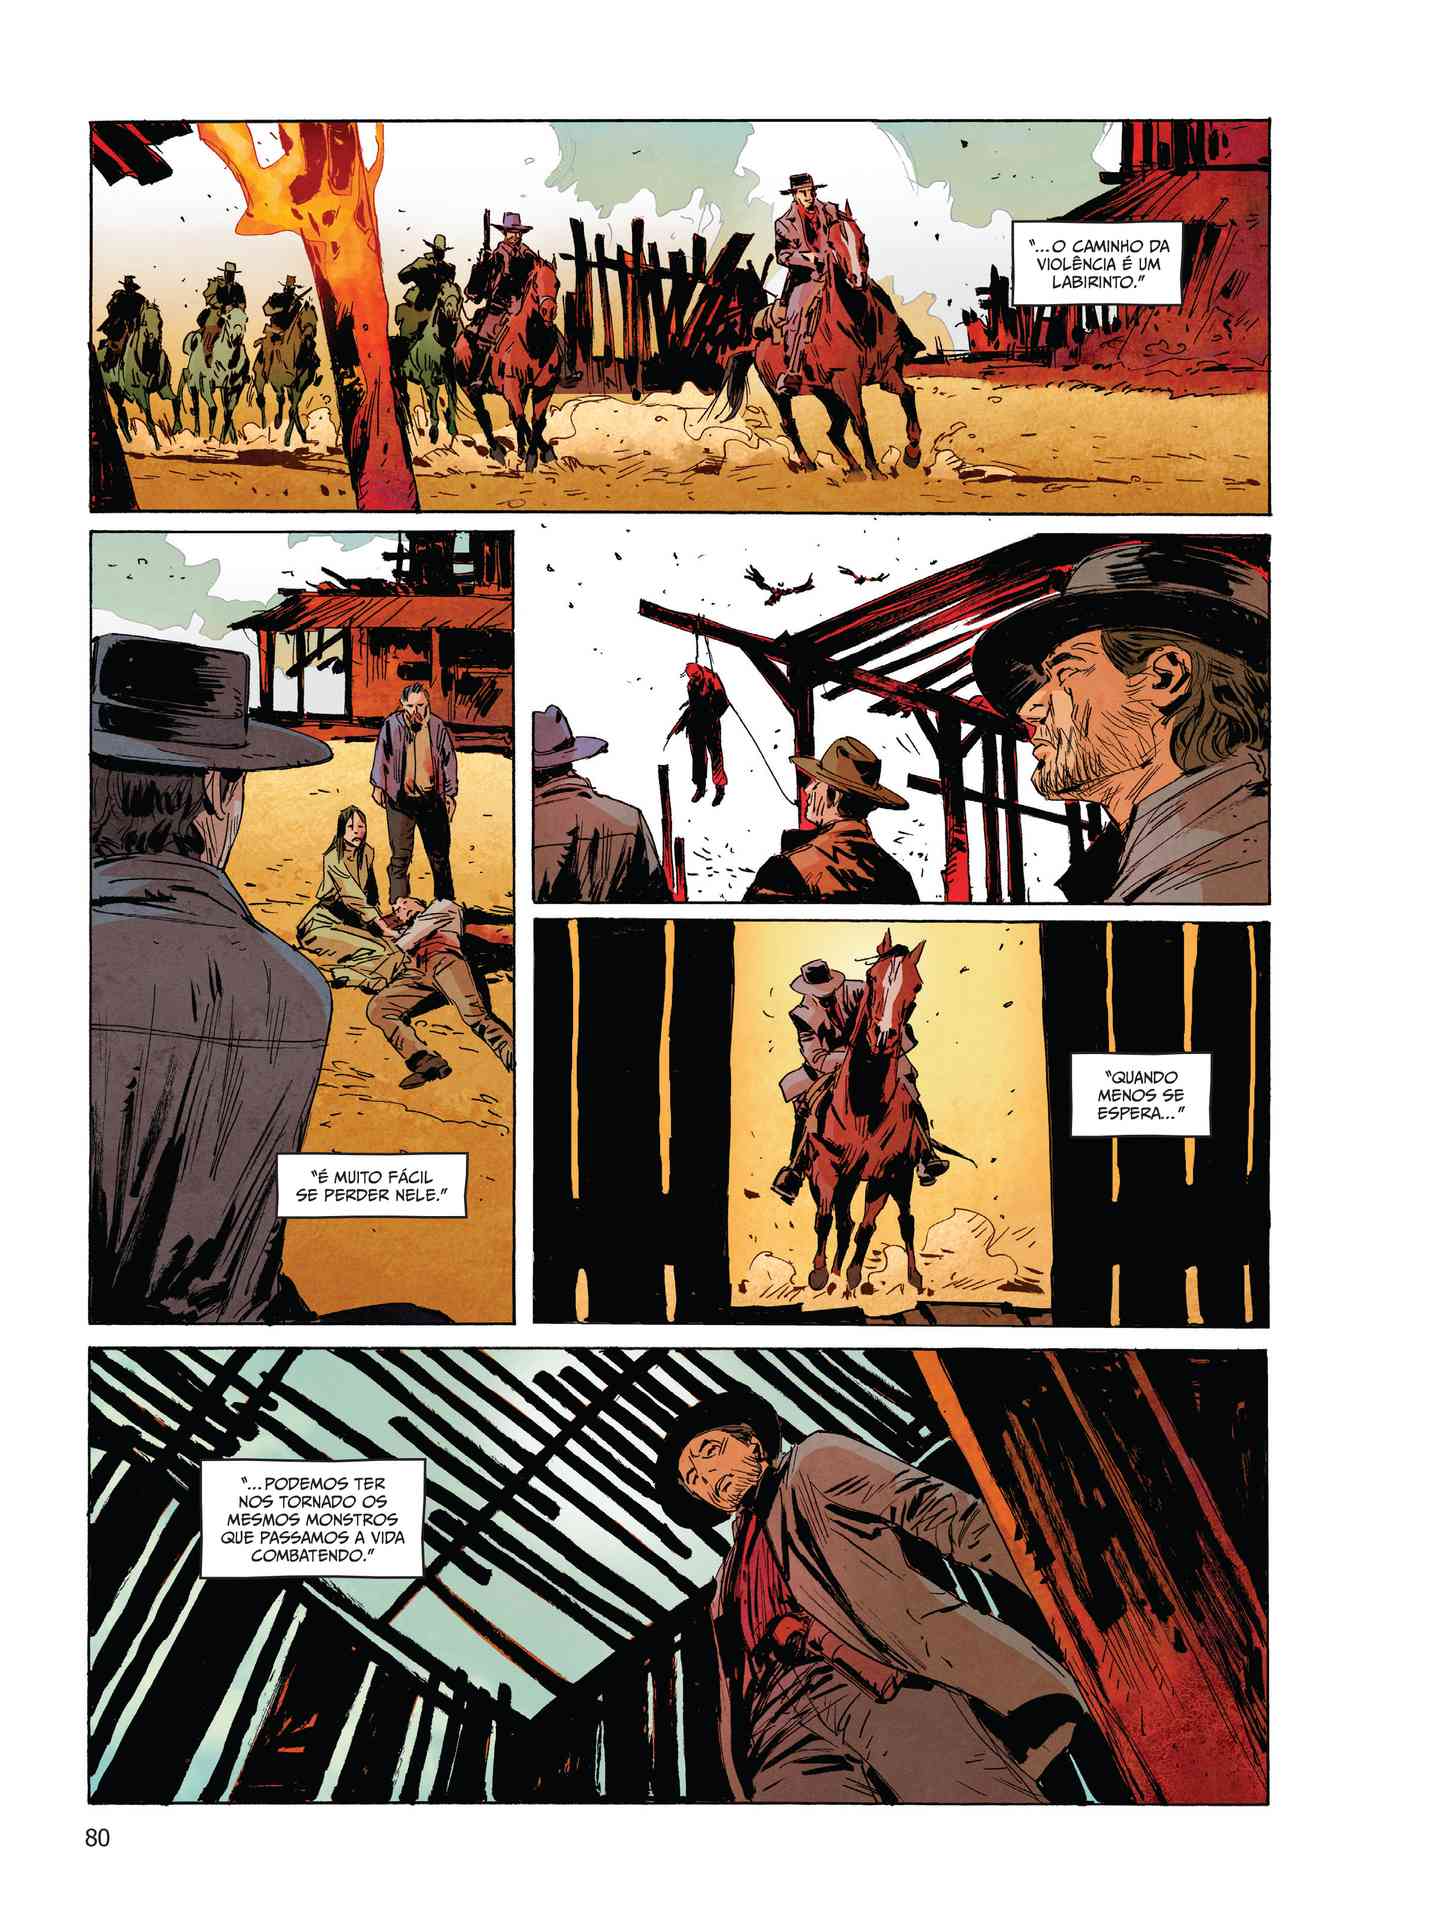 "...O CAMINHO DA
VIOLÊNCIA É UM
LABIRINTO."
"É MUITO FÁCIL
SE PERDER NELE."
"QUANDO
MENOS SE
ESPERA..."
"...PODEMOS TER
NOS TORNADO OS
MESMOS MONSTROS
QUE PASSAMOS A VIDA
COMBATENDO."
80